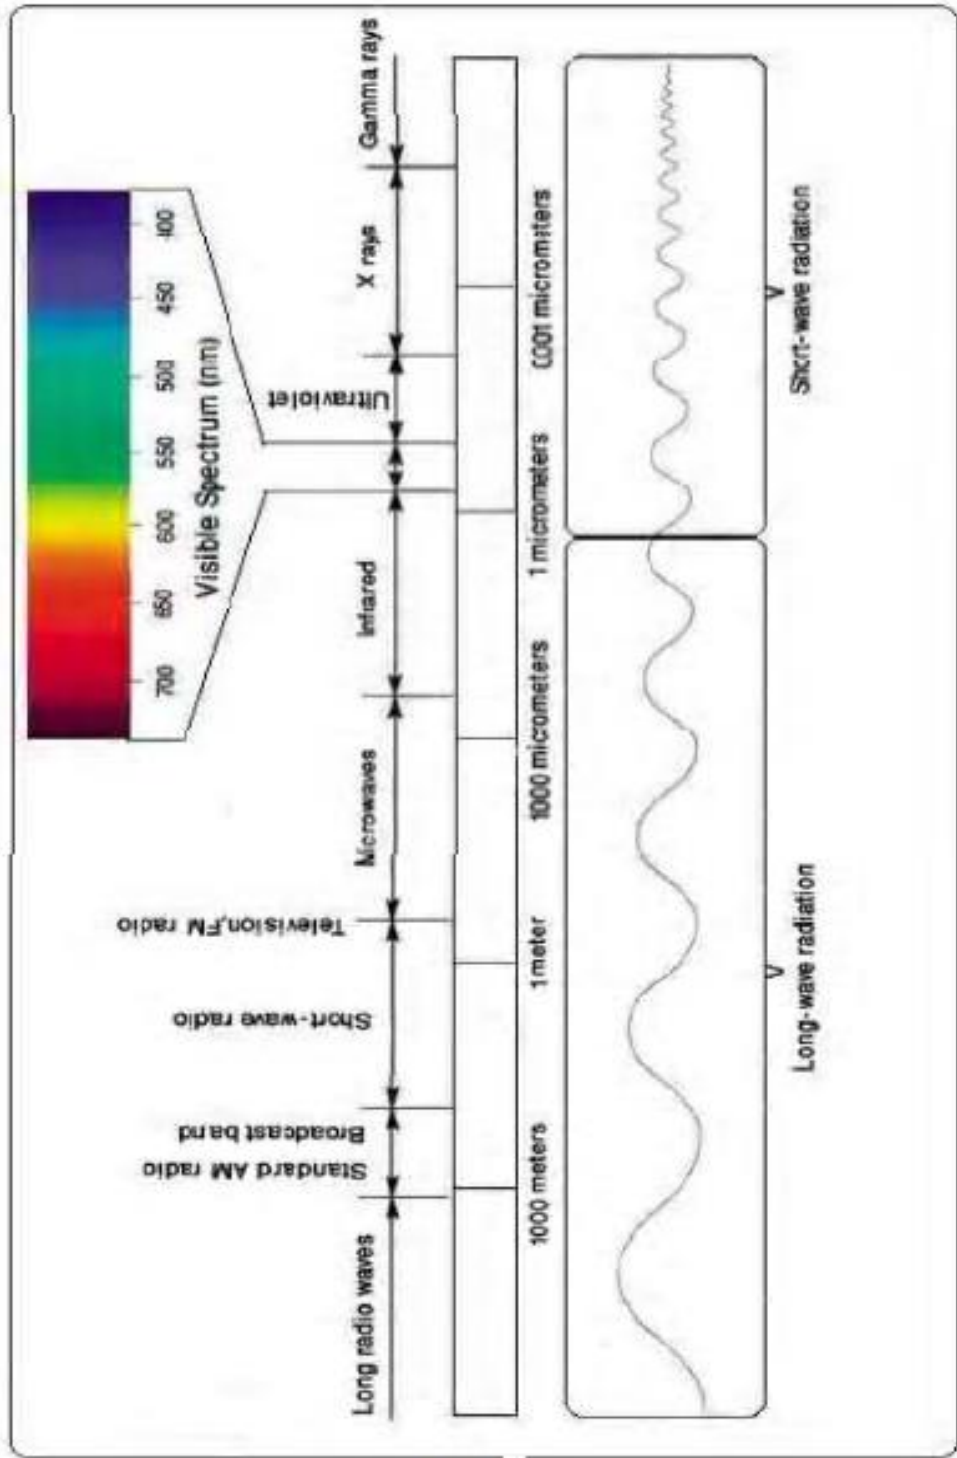 400
450
500
550
600
650
700
Visible Spectrum (nm)
Long radio waves
Standard AM radio
Broadcast band
Short-wave radio
Television,FM radio
Microwaves
Infrared
Ultraviolet
X rays
Gamma rays
1000 meters
1 meter
1000 micrometers
1 micrometers
0.001 micrometers
Long-wave radiation
Short-wave radiation